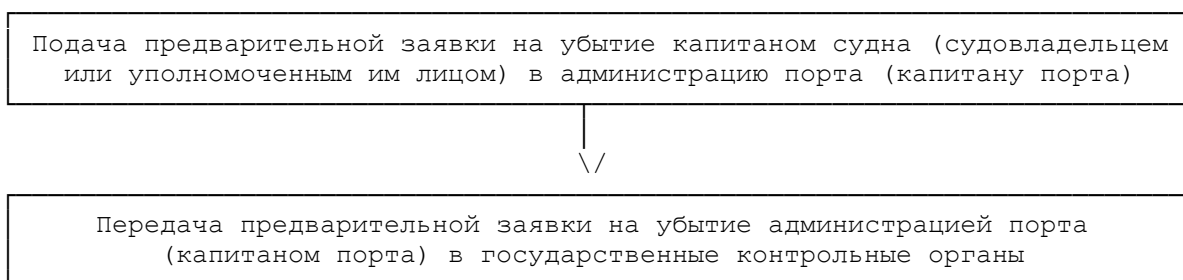 Подача предварительной заявки на убытие капитаном судна (судовладельцем
или уполномоченным им лицом) в администрацию порта (капитану порта)
\/
Передача предварительной заявки на убытие администрацией порта
(капитаном порта) в государственные контрольные органы